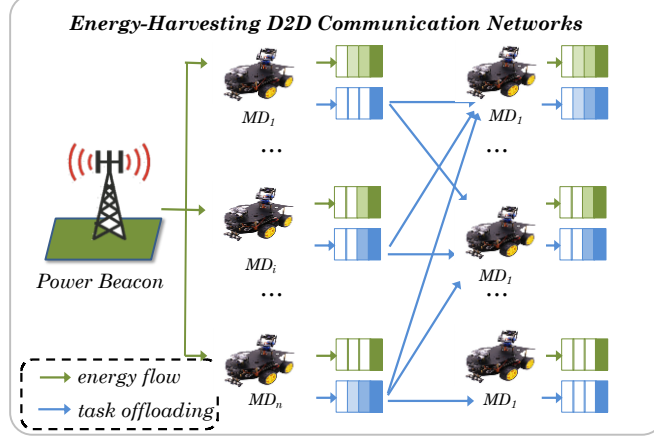 Energy-Harvesting D2D Communication Networks
MD1
MD1
...
...
Power Beacon
MDi
MD1
...
...
MDn
MD1
energy flow
task offloading